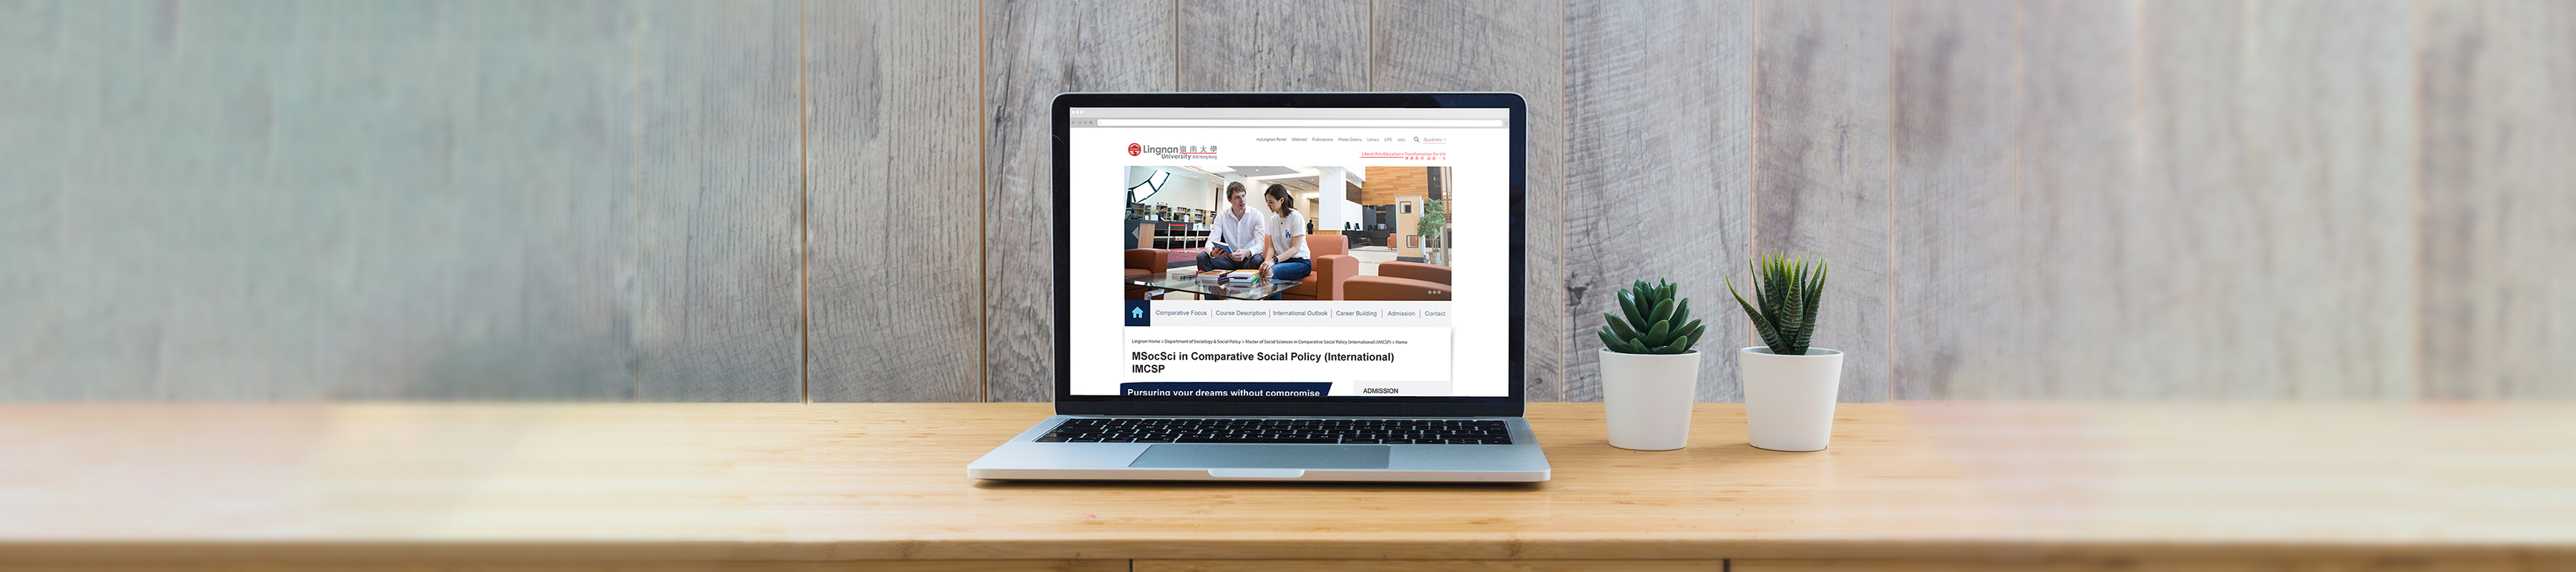 myLingnan Portal Webmail Publications Photo Gallery Library LIFE Jobs Quicklinks
Lingnan 嶺南大學
University Hong Kong
Liberal Arts Education Transformation For Life
Comparative Focus | Course Description | International Outlook | Career Building | Admission | Contact
Lingnan Home > Department of Sociology & Social Policy > Master of Social Sciences in Comparative Social Policy (International) (IMCSP) > Home
MSocSci in Comparative Social Policy (International)
IMCSP
Pursuring your dreams without compromise
ADMISSION